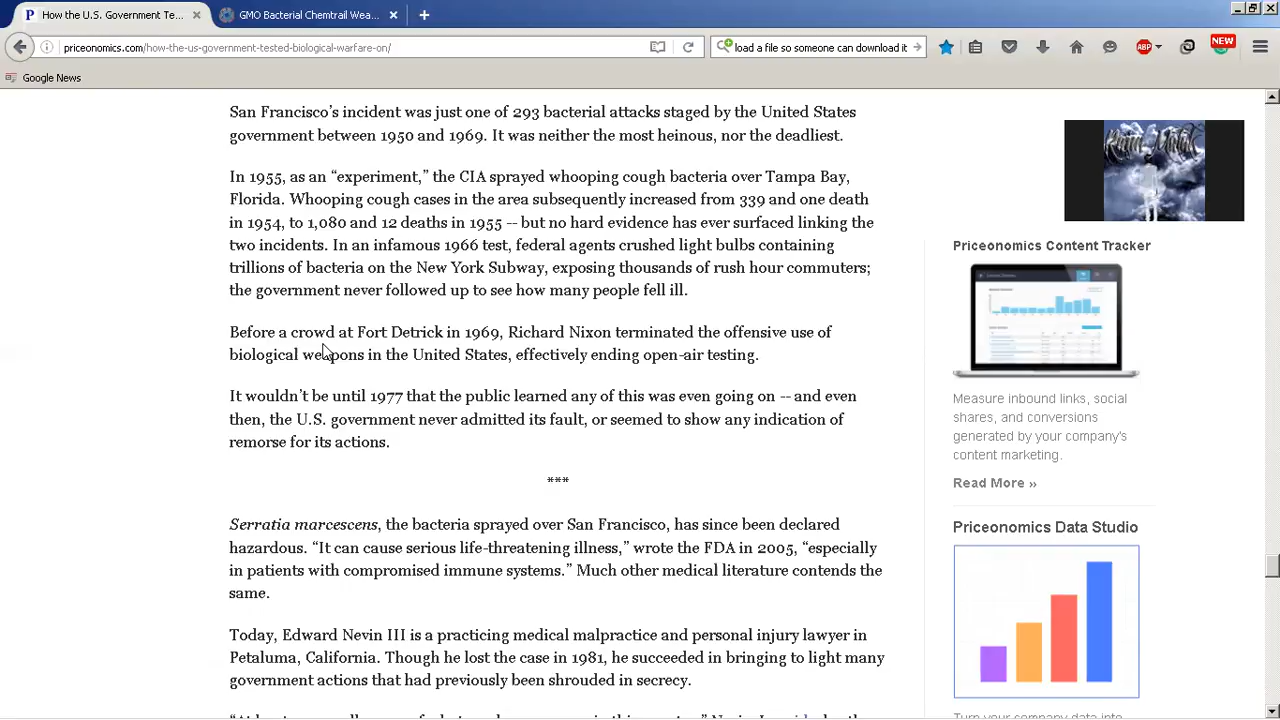 How the U.S. Government Te...
GMO Bacterial Chemtrail Wea...
priceonomics.com/how-the-us-government-tested-biological-warfare-on/
load a file so someone can download it
ABP
NEW
Google News
San Francisco’s incident was just one of 293 bacterial attacks staged by the United States
government between 1950 and 1969. It was neither the most heinous, nor the deadliest.
In 1955, as an “experiment,” the CIA sprayed whooping cough bacteria over Tampa Bay,
Florida. Whooping cough cases in the area subsequently increased from 339 and one death
in 1954, to 1,080 and 12 deaths in 1955 -- but no hard evidence has ever surfaced linking the
two incidents. In an infamous 1966 test, federal agents crushed light bulbs containing
trillions of bacteria on the New York Subway, exposing thousands of rush hour commuters;
the government never followed up to see how many people fell ill.
Before a crowd at Fort Detrick in 1969, Richard Nixon terminated the offensive use of
biological weapons in the United States, effectively ending open-air testing.
It wouldn’t be until 1977 that the public learned any of this was even going on -- and even
then, the U.S. government never admitted its fault, or seemed to show any indication of
remorse for its actions.
***
Serratia marcescens, the bacteria sprayed over San Francisco, has since been declared
hazardous. “It can cause serious life-threatening illness,” wrote the FDA in 2005, “especially
in patients with compromised immune systems.” Much other medical literature contends the
same.
Today, Edward Nevin III is a practicing medical malpractice and personal injury lawyer in
Petaluma, California. Though he lost the case in 1981, he succeeded in bringing to light many
government actions that had previously been shrouded in secrecy.
Priceonomics Content Tracker
Measure inbound links, social
shares, and conversions
generated by your company's
content marketing.
Read More »
Priceonomics Data Studio
Turn your company data into